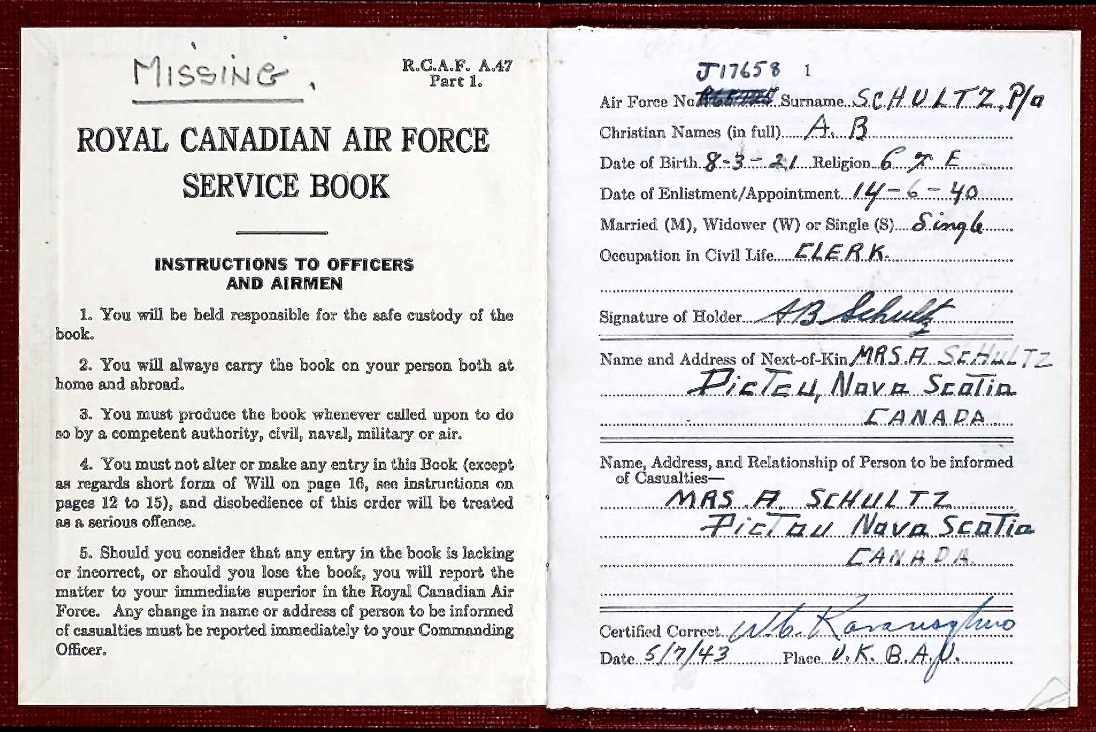 MISSING.
R.C.A.F. A.47
Part 1.
ROYAL CANADIAN AIR FORCE
SERVICE BOOK
INSTRUCTIONS TO OFFICERS
AND AIRMEN
1. You will be held responsible for the safe custody of the
book.
2. You will always carry the book on your person both at
home and abroad.
3. You must produce the book whenever called upon to do
so by a competent authority, civil, naval, military or air.
4. You must not alter or make any entry in this Book (except
as regards short form of Will on page 16, see instructions on
pages 12 to 15), and disobedience of this order will be treated
as a serious offence.
5. Should you consider that any entry in the book is lacking
or incorrect, or should you lose the book, you will report the
matter to your immediate superior in the Royal Canadian Air
Force. Any change in name or address of person to be informed
of casualties must be reported immediately to your Commanding
Officer.
J17658 1
Air Force No. Surname SCHULTZ, P/O
Christian Names (in full) A. B
Date of Birth 8-3-21 Religion C of E
Date of Enlistment/Appointment 14-6-40
Married (M), Widower (W) or Single (S) Single
Occupation in Civil Life CLERK.
Signature of Holder AB Schultz
Name and Address of Next-of-Kin MRS. A SCHULTZ
PicTou, Nova ScoTia
CANADA
Name, Address, and Relationship of Person to be informed
of Casualties—
MRS A. SCHULTZ
PicTou Nova ScoTia
CANADA.
Certified Correct
Date 5/7/43 Place U.K. B.A.U.